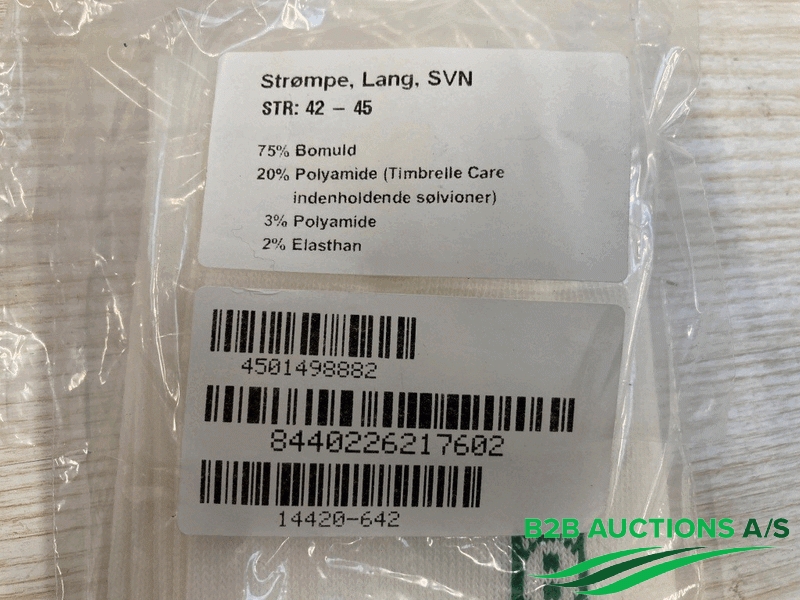 Strømpe, Lang, SVN
STR: 42 – 45
75% Bomuld
20% Polyamide (Timbrelle Care
indenholdende sølvioner)
3% Polyamide
2% Elasthan
4501498882
8440226217602
14420-642
B2B AUCTIONS A/S